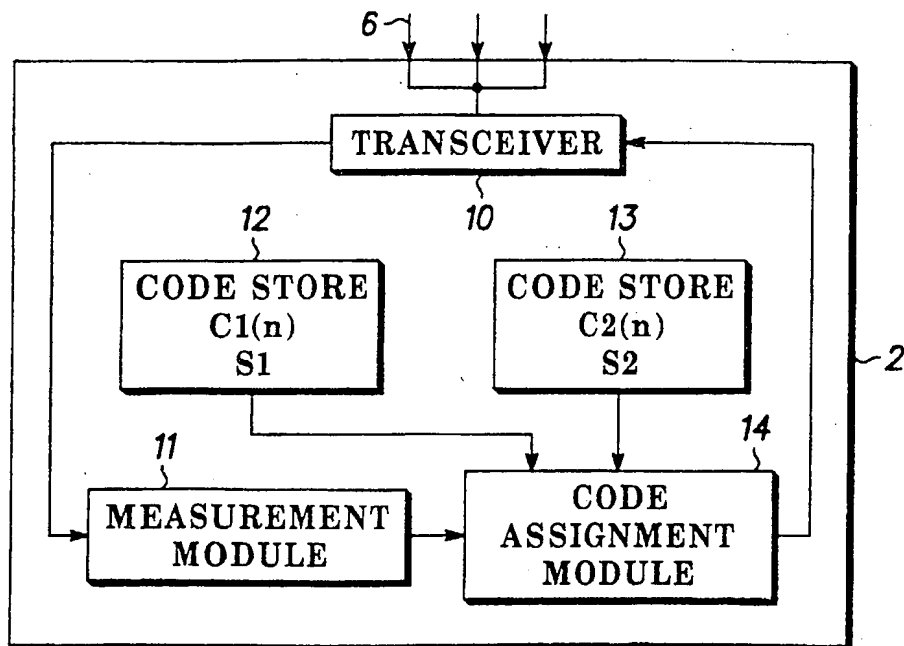 6
TRANSCEIVER
10
12
13
CODE STORE
C1(n)
S1
CODE STORE
C2(n)
S2
2
11
14
MEASUREMENT
MODULE
CODE
ASSIGNMENT
MODULE